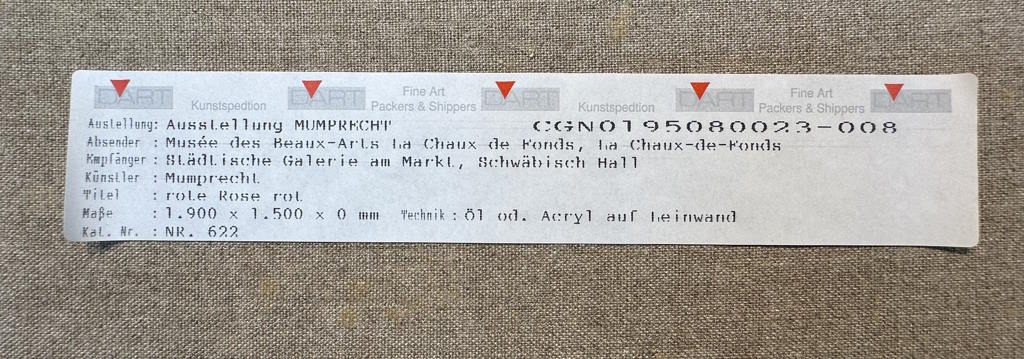 DART Kunstspedtion DART Fine Art Packers & Shippers DART Kunstspedtion DART Fine Art Packers & Shippers DART
Austellung: Ausstellung MUMPRECHT CGN0195080023-008
Absender : Musée des Beaux-Arts La Chaux de Fonds, La Chaux-de-Fonds
Empfänger : Städtische Galerie am Markt, Schwäbisch Hall
Künstler : Mumprecht
Titel : rote Rose rot
Maße : 1.900 x 1.500 x 0 mm Technik : Öl od. Acryl auf Leinwand
Kat. Nr. : NR. 622